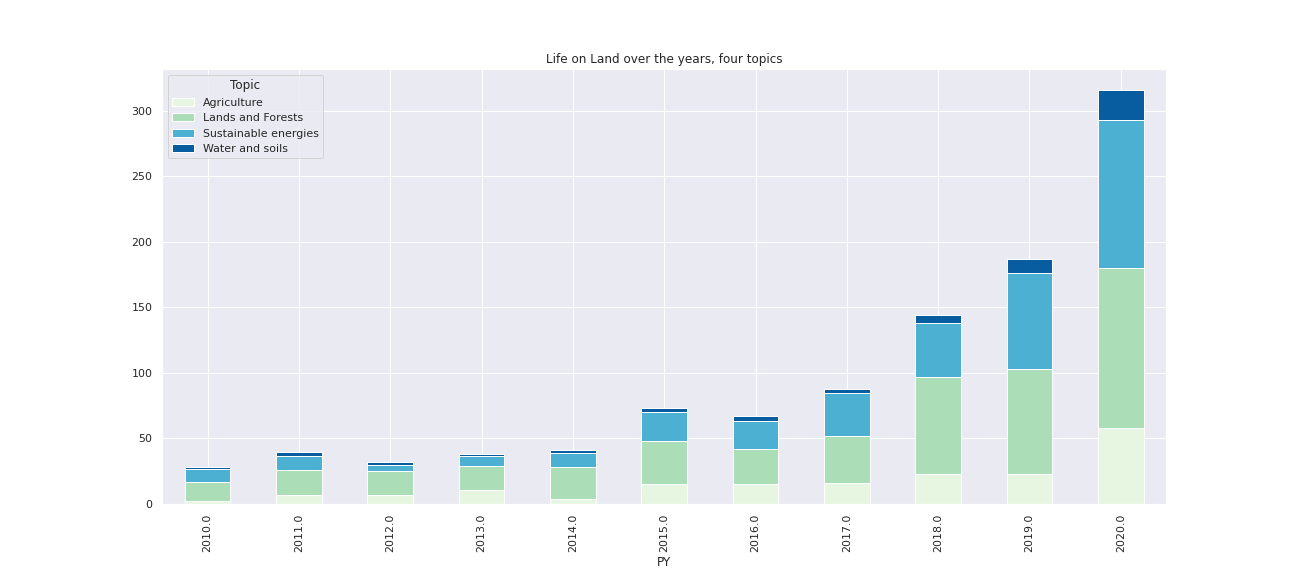 Life on Land over the years, four topics
Topic
Agriculture
Lands and Forests
Sustainable energies
Water and soils
300
250
200
150
100
50
0
2010.0
2011.0
2012.0
2013.0
2014.0
2015.0
2016.0
2017.0
2018.0
2019.0
2020.0
PY